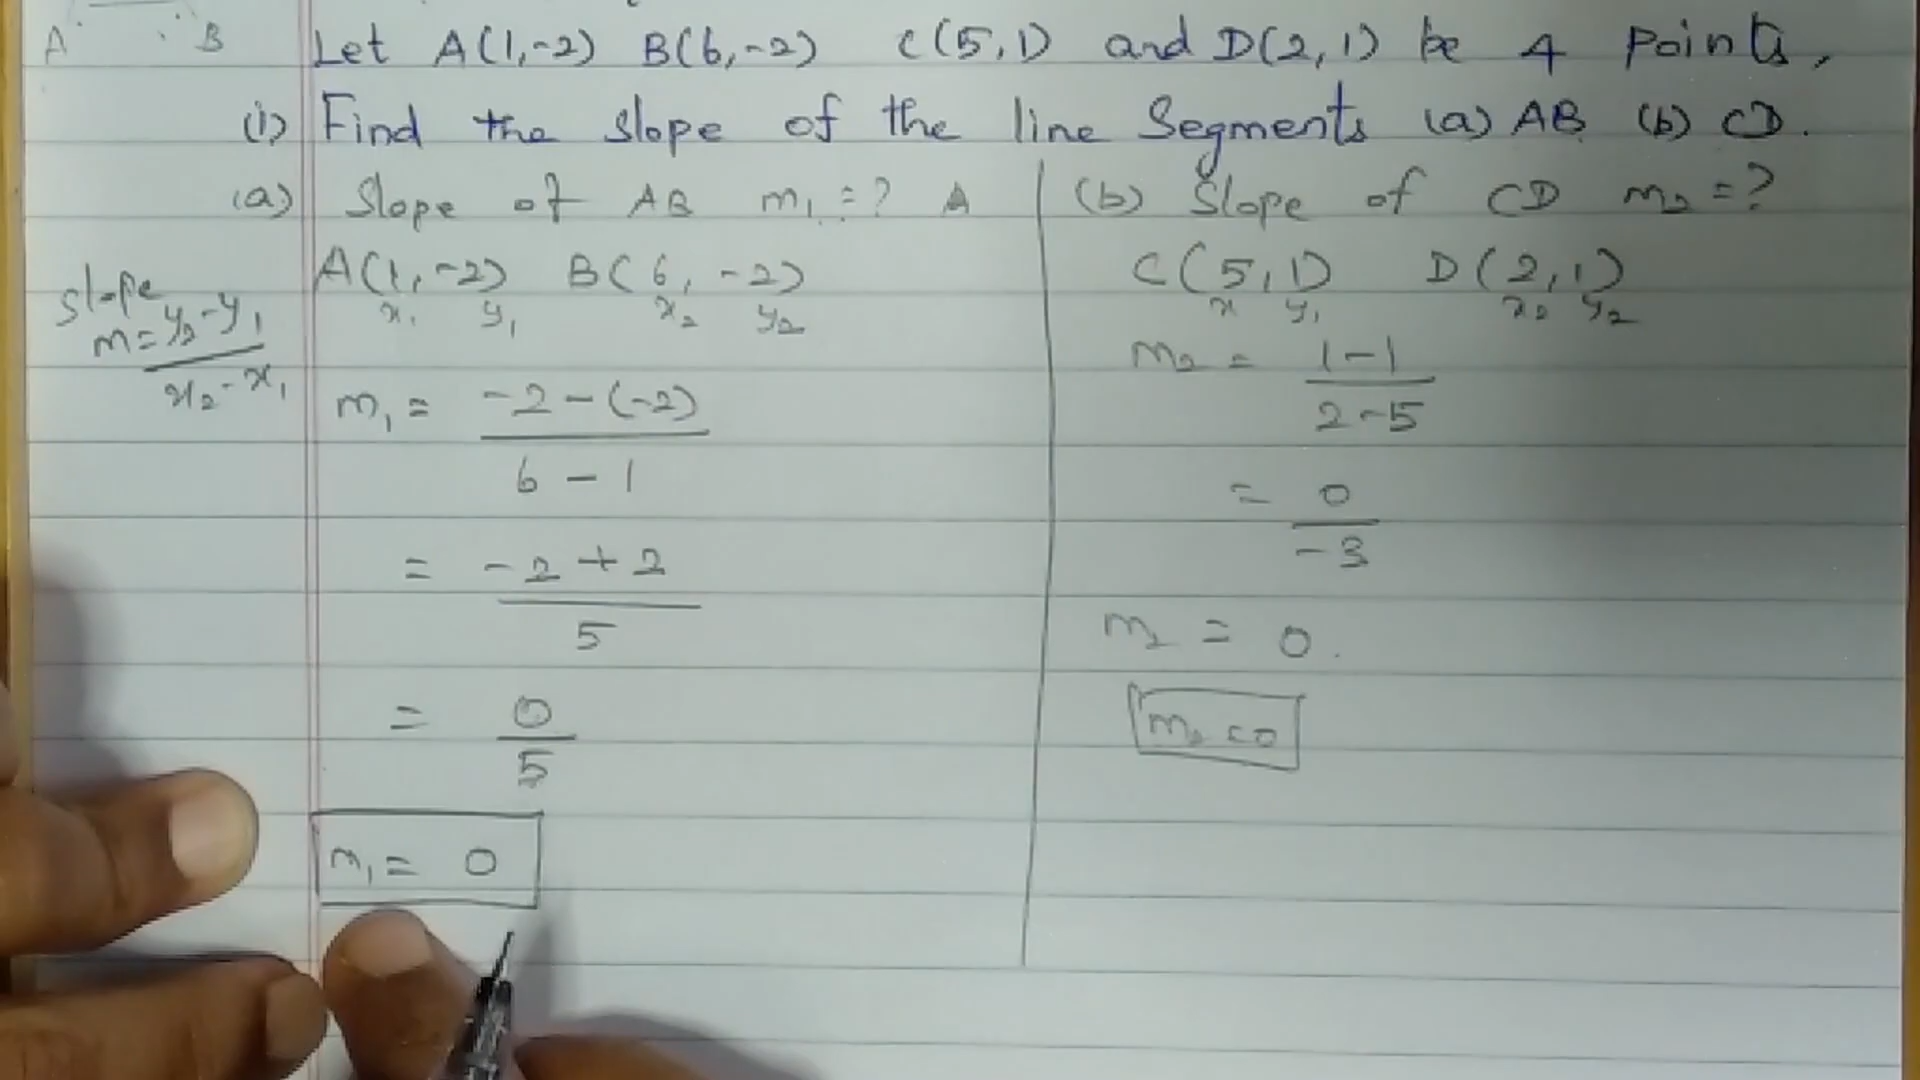 A B
Let A(1,-2) B(6,-2) C(5,1) and D(2,1) be 4 points,
(i) Find the slope of the line Segments (a) AB (b) CD.
(a) Slope of AB m₁=? A
A(1,-2) B(6,-2)
x₁ y₁ x₂ y₂
slope
m=y₂-y₁
x₂-x₁
m₁= -2-(-2)
6-1
= -2+2
5
= 0
5
m₁= 0
(b) Slope of CD m₂=?
C(5,1) D(2,1)
x y₁ x₂ y₂
m₂ = 1-1
2-5
= 0
-3
m₂ = 0.
m₂ = 0